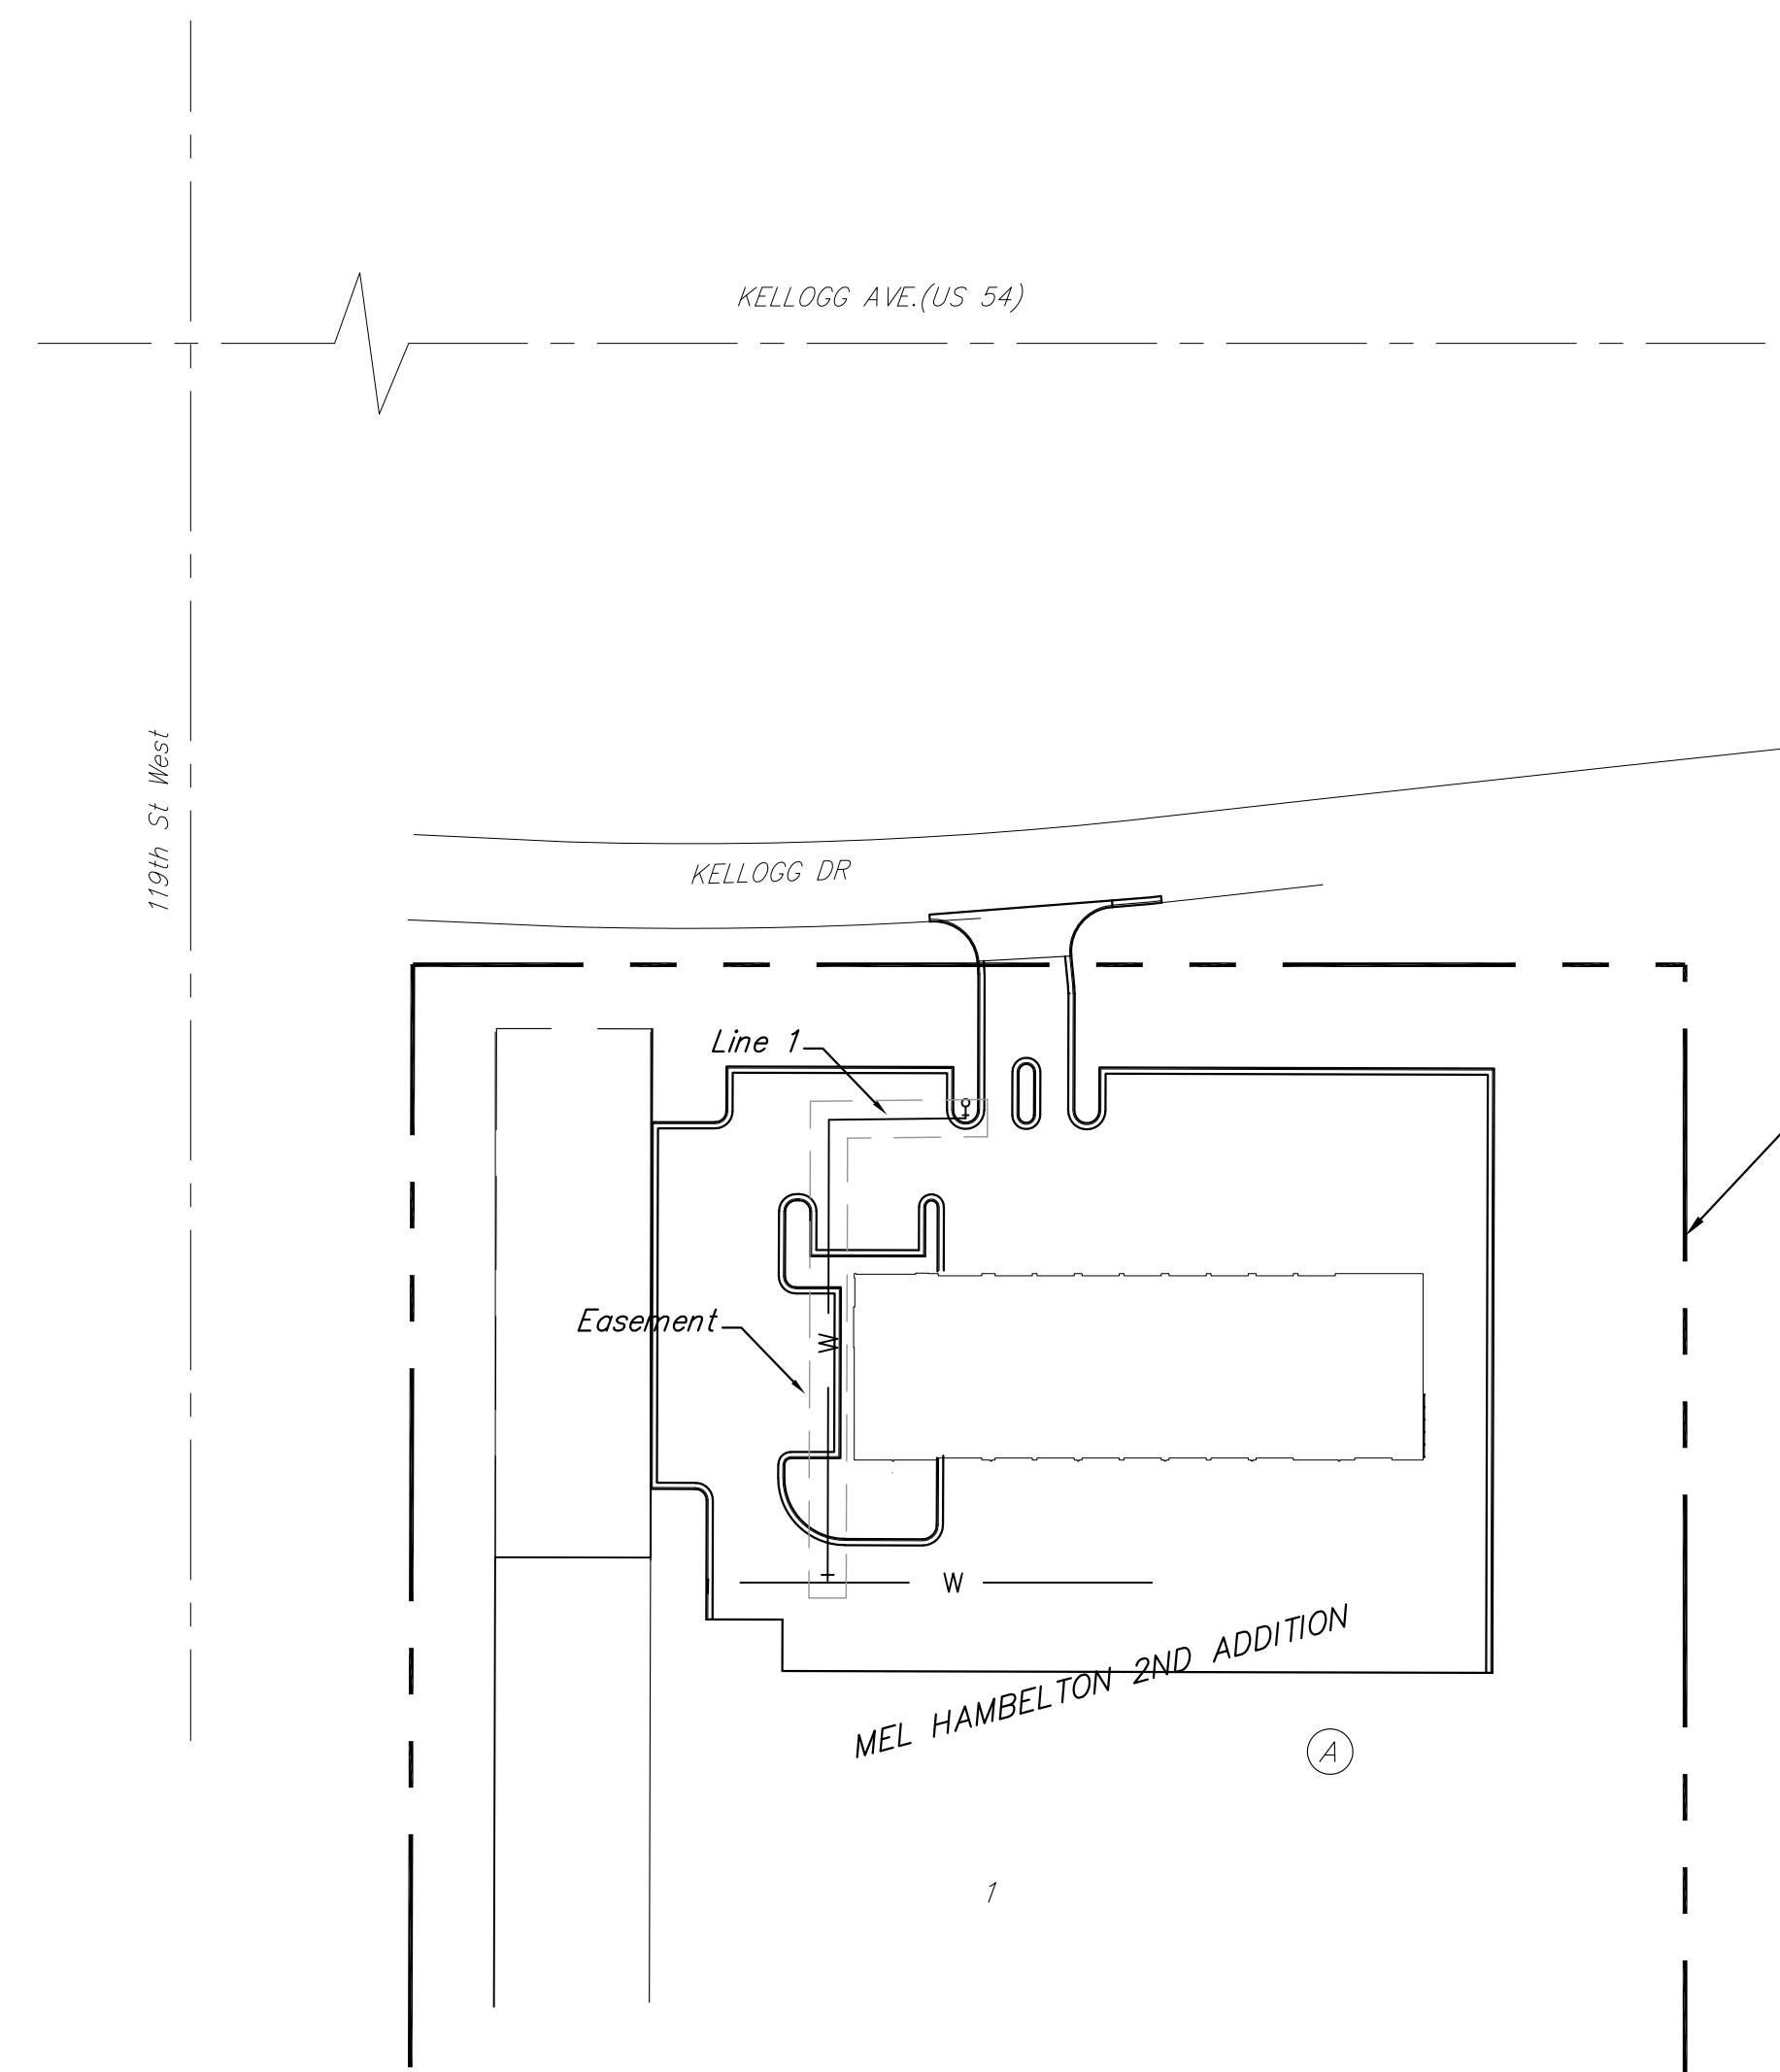 KELLOGG AVE.(US 54)
119th St West
KELLOGG DR
Line 1
Easement
W
W
MEL HAMBELTON 2ND ADDITION
A
1